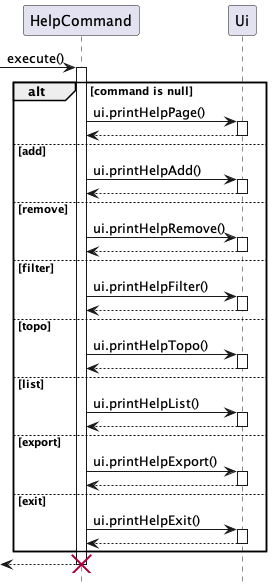 HelpCommand Ui
execute()
alt [command is null]
ui.printHelpPage()
[add]
ui.printHelpAdd()
[remove]
ui.printHelpRemove()
[filter]
ui.printHelpFilter()
[topo]
ui.printHelpTopo()
[list]
ui.printHelpList()
[export]
ui.printHelpExport()
[exit]
ui.printHelpExit()